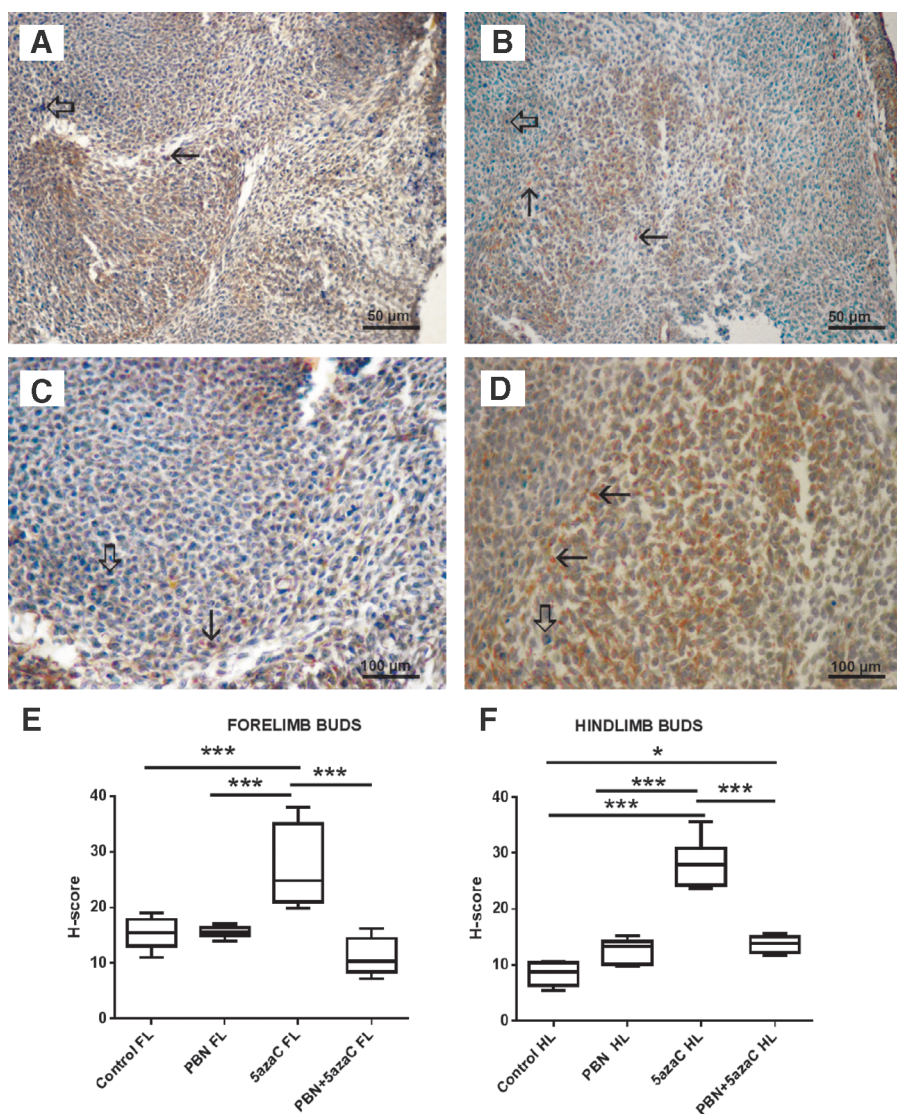 A
B
50 µm
50 µm
C
D
100 µm
100 µm
E
FORELIMB BUDS
***
***
***
H-score
40
30
20
10
0
Control FL
PBN FL
5azaC FL
PBN+5azaC FL
F
HINDLIMB BUDS
*
***
***
***
H-score
40
30
20
10
0
Control HL
PBN HL
5azaC HL
PBN+5azaC HL